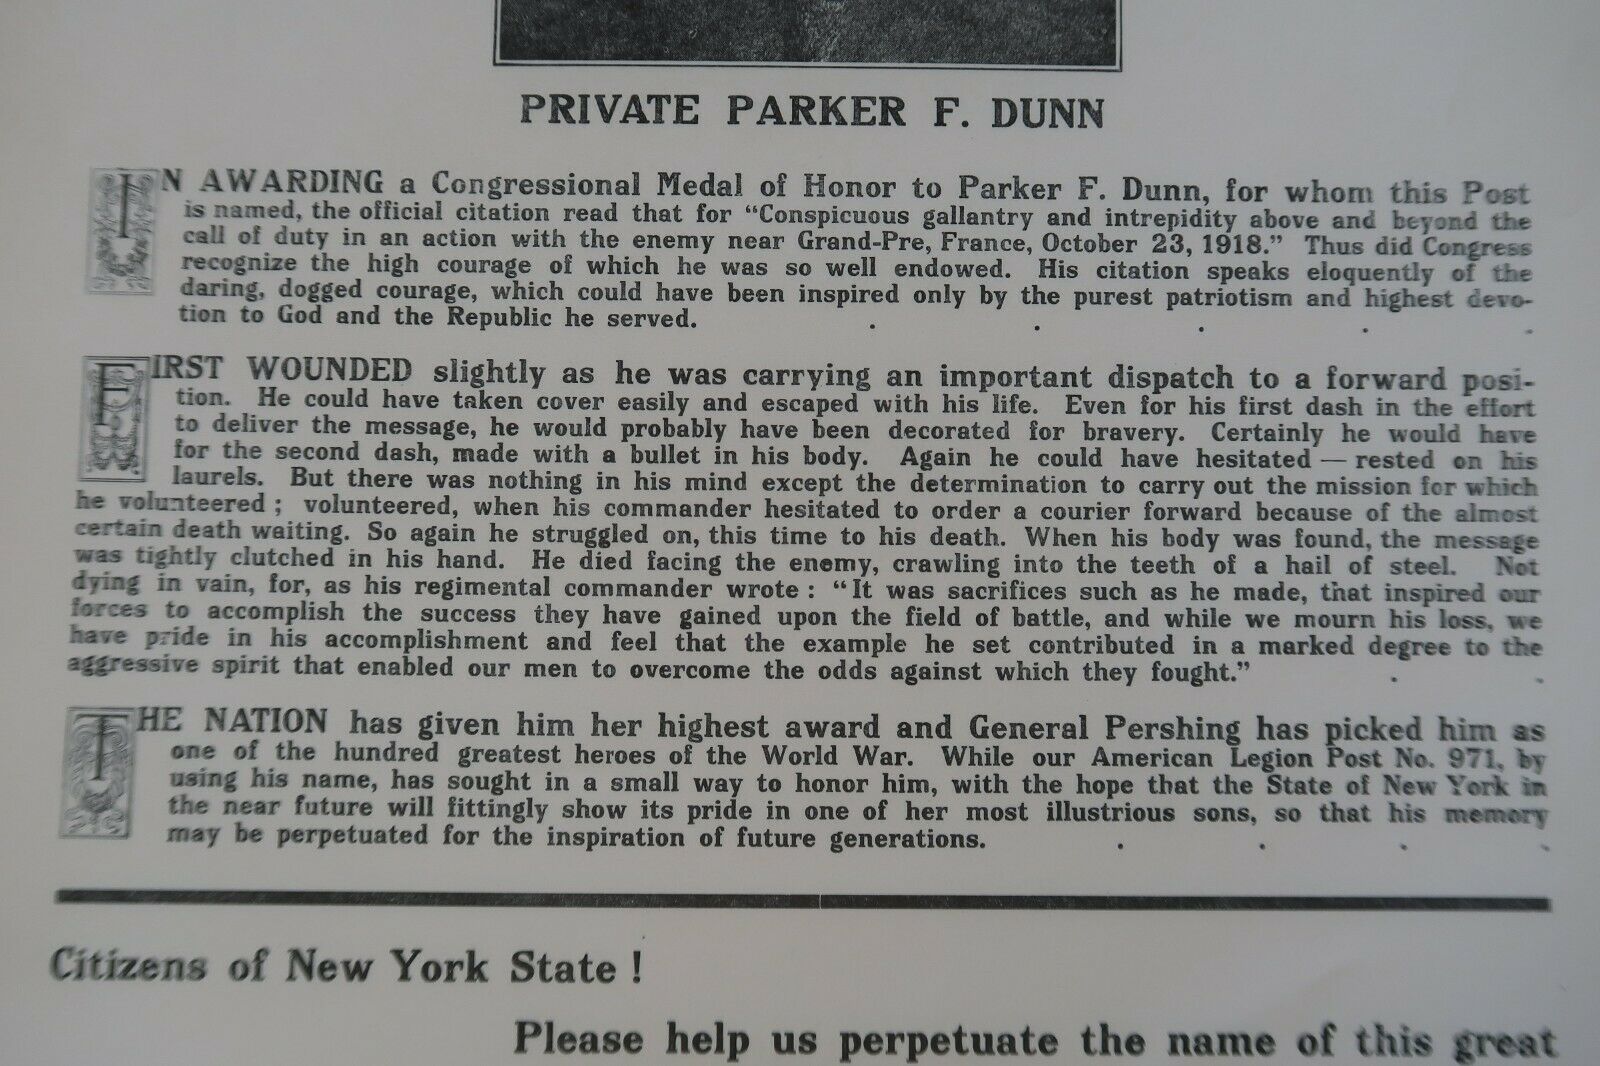 PRIVATE PARKER F. DUNN
IN AWARDING a Congressional Medal of Honor to Parker F. Dunn, for whom this Post
is named, the official citation read that for “Conspicuous gallantry and intrepidity above and beyond the
call of duty in an action with the enemy near Grand-Pre, France, October 23, 1918.” Thus did Congress
recognize the high courage of which he was so well endowed. His citation speaks eloquently of the
daring, dogged courage, which could have been inspired only by the purest patriotism and highest devo-
tion to God and the Republic he served. . . . . .
FIRST WOUNDED slightly as he was carrying an important dispatch to a forward posi-
tion. He could have taken cover easily and escaped with his life. Even for his first dash in the effort
to deliver the message, he would probably have been decorated for bravery. Certainly he would have
for the second dash, made with a bullet in his body. Again he could have hesitated — rested on his
laurels. But there was nothing in his mind except the determination to carry out the mission for which
he volunteered ; volunteered, when his commander hesitated to order a courier forward because of the almost
certain death waiting. So again he struggled on, this time to his death. When his body was found, the message
was tightly clutched in his hand. He died facing the enemy, crawling into the teeth of a hail of steel. Not
dying in vain, for, as his regimental commander wrote : “It was sacrifices such as he made, that inspired our
forces to accomplish the success they have gained upon the field of battle, and while we mourn his loss, we
have pride in his accomplishment and feel that the example he set contributed in a marked degree to the
aggressive spirit that enabled our men to overcome the odds against which they fought.” . .
THE NATION has given him her highest award and General Pershing has picked him as
one of the hundred greatest heroes of the World War. While our American Legion Post No. 971, by
using his name, has sought in a small way to honor him, with the hope that the State of New York in
the near future will fittingly show its pride in one of her most illustrious sons, so that his memory
may be perpetuated for the inspiration of future generations. . . . .
Citizens of New York State !
Please help us perpetuate the name of this great